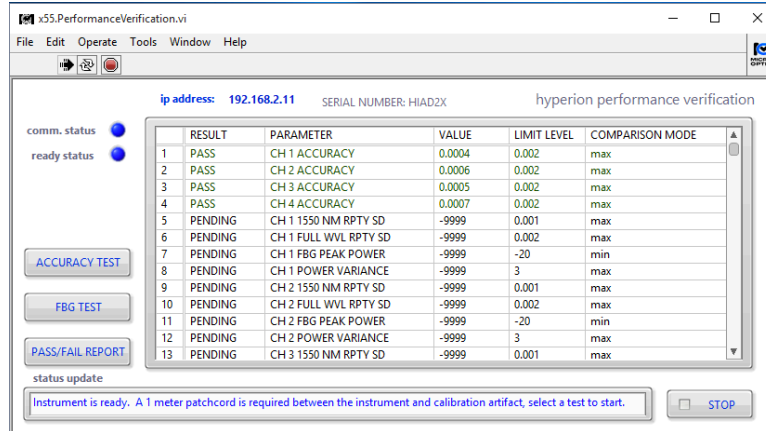 x55.PerformanceVerification.vi
File Edit Operate Tools Window Help
ip address: 192.168.2.11 SERIAL NUMBER: HIAD2X hyperion performance verification
comm. status
ready status
RESULT PARAMETER VALUE LIMIT LEVEL COMPARISON MODE
1 PASS CH 1 ACCURACY 0.0004 0.002 max
2 PASS CH 2 ACCURACY 0.0006 0.002 max
3 PASS CH 3 ACCURACY 0.0005 0.002 max
4 PASS CH 4 ACCURACY 0.0007 0.002 max
5 PENDING CH 1 1550 NM RPTY SD -9999 0.001 max
6 PENDING CH 1 FULL WVL RPTY SD -9999 0.002 max
7 PENDING CH 1 FBG PEAK POWER -9999 -20 min
8 PENDING CH 1 POWER VARIANCE -9999 3 max
9 PENDING CH 2 1550 NM RPTY SD -9999 0.001 max
10 PENDING CH 2 FULL WVL RPTY SD -9999 0.002 max
11 PENDING CH 2 FBG PEAK POWER -9999 -20 min
12 PENDING CH 2 POWER VARIANCE -9999 3 max
13 PENDING CH 3 1550 NM RPTY SD -9999 0.001 max
ACCURACY TEST
FBG TEST
PASS/FAIL REPORT
status update
Instrument is ready. A 1 meter patchcord is required between the instrument and calibration artifact, select a test to start.
STOP